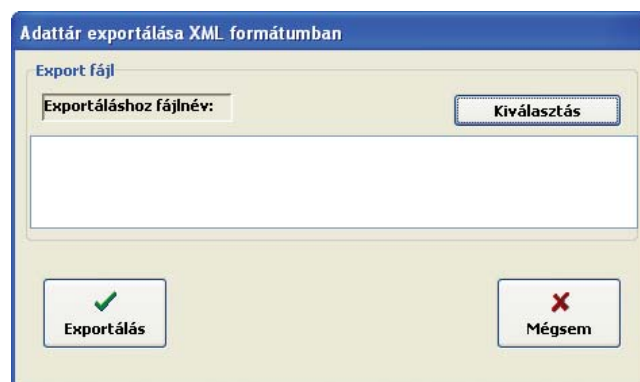 Adattár exportálása XML formátumban
Export fájl
Exportáláshoz fájlnév:
Kiválasztás
Exportálás
Mégsem